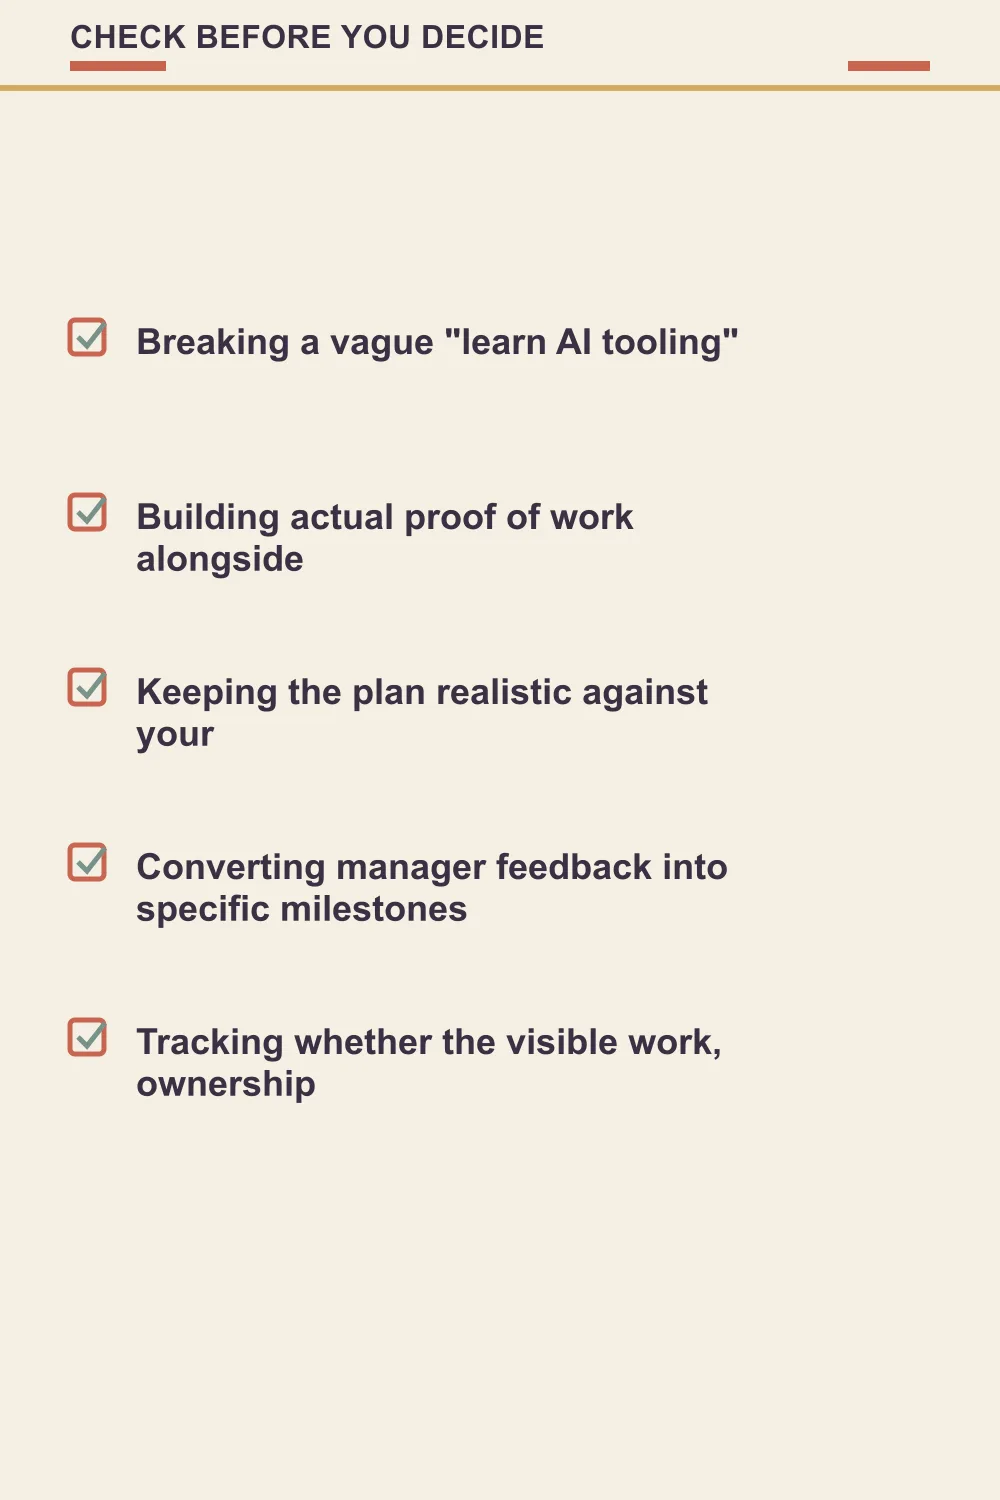 CHECK BEFORE YOU DECIDE
Breaking a vague "learn AI tooling"
Building actual proof of work
alongside
Keeping the plan realistic against
your
Converting manager feedback into
specific milestones
Tracking whether the visible work,
ownership